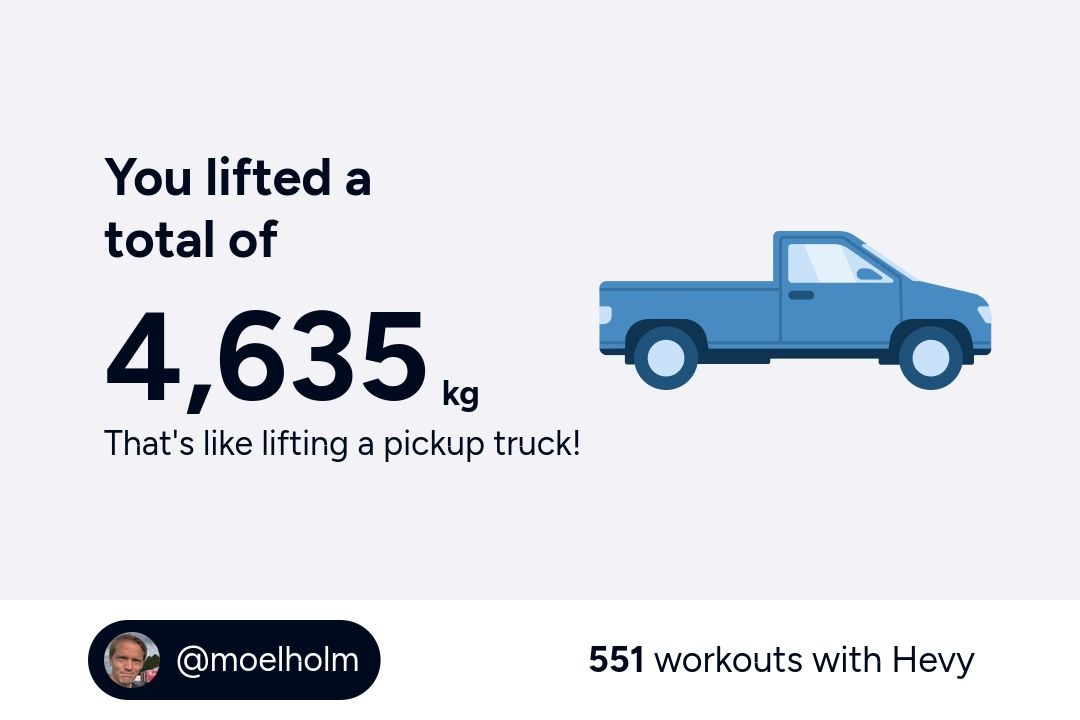 You lifted a
total of
4,635 kg
That's like lifting a pickup truck!
@moelholm
551 workouts with Hevy